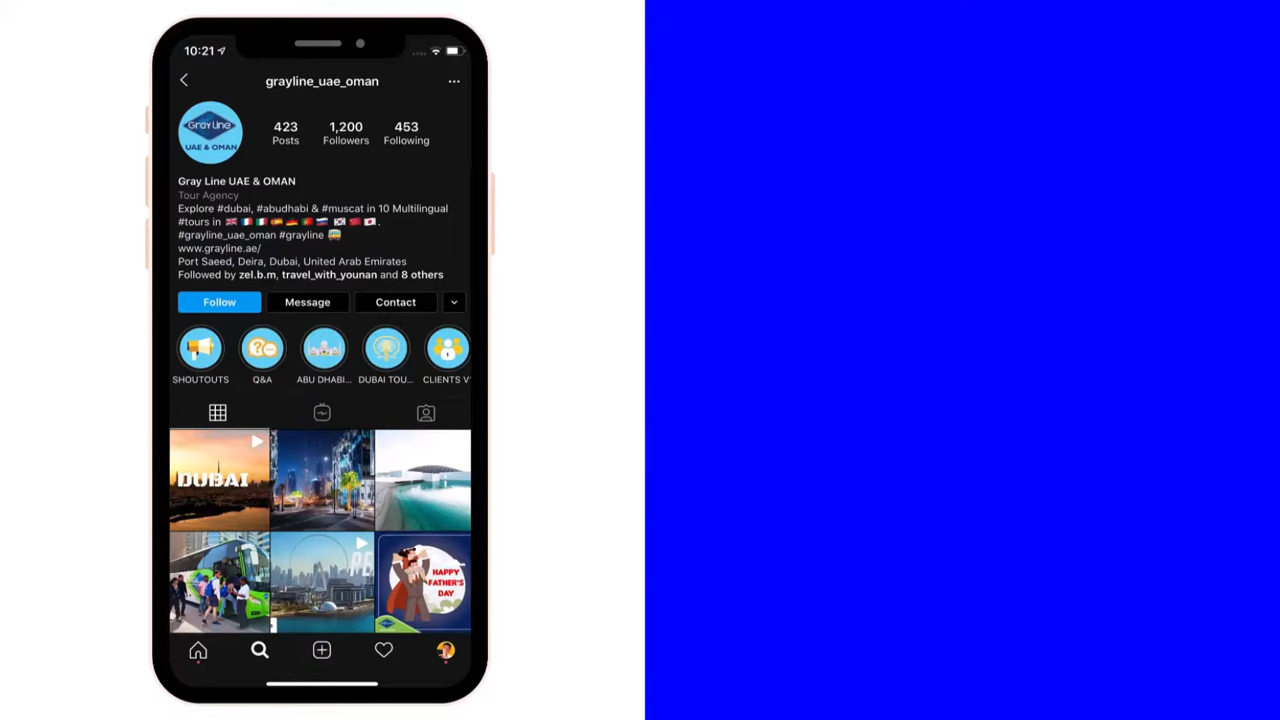 10:21
grayline_uae_oman
Gray Line
UAE & OMAN
423 1,200 453
Posts Followers Following
Gray Line UAE & OMAN
Tour Agency
Explore #dubai, #abudhabi & #muscat in 10 Multilingual
#tours in 🇬🇧 🇫🇷 🇮🇹 🇪🇸 🇩🇪 🇵🇹 🇷🇺 🇰🇷 🇨🇳 🇯🇵 .
#grayline_uae_oman #grayline 🚌
www.grayline.ae/
Port Saeed, Deira, Dubai, United Arab Emirates
Followed by zel.b.m, travel_with_younan and 8 others
Follow Message Contact
SHOUTOUTS Q&A ABU DHABI... DUBAI TOU... CLIENTS V
DUBAI
HAPPY
FATHER'S
DAY